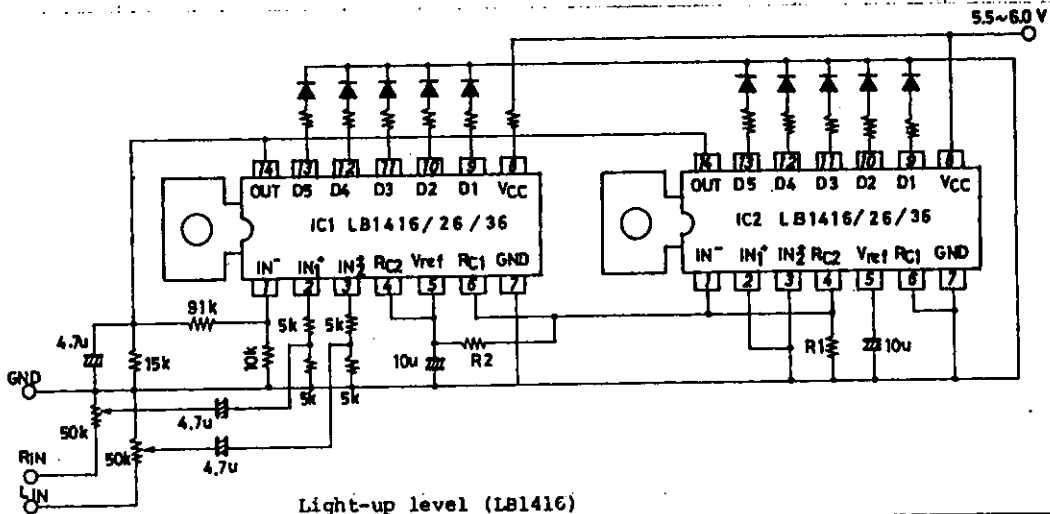 5.5~6.0 V
14 13 12 11 10 9 8
OUT D5 D4 D3 D2 D1 VCC
IC1 LB1416/26/36
IN- IN1+ IN2+ RC2 Vref RC1 GND
1 2 3 4 5 6 7
14 13 12 11 10 9 8
OUT D5 D4 D3 D2 D1 VCC
IC2 LB1416/26/36
IN- IN1+ IN2+ RC2 Vref RC1 GND
1 2 3 4 5 6 7
91k
5k
5k
4.7u
15k
10k
5k
5k
10u
R2
R1
10u
GND
50k
4.7u
RIN
50k
4.7u
LIN
Light-up level (LB1416)